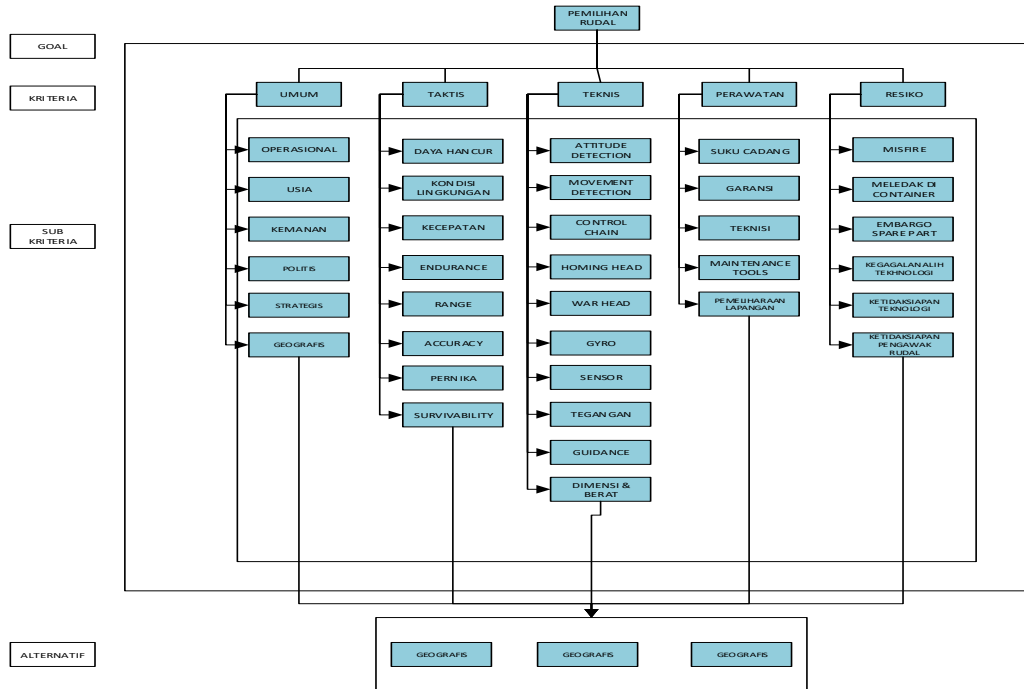 PEMILIHAN
RUDAL
GOAL
KRITERIA
UMUM
TAKTIS
TEKNIS
PERAWATAN
RESIKO
SUB
KRITERIA
OPERASIONAL
USIA
KEMANAN
POLITIS
STRATEGIS
GEOGRAFIS
DAYA HANCUR
KONDISI
LINGKUNGAN
KECEPATAN
ENDURANCE
RANGE
ACCURACY
PERNIKA
SURVIVABILITY
ATTITUDE
DETECTION
MOVEMENT
DETECTION
CONTROL
CHAIN
HOMING HEAD
WAR HEAD
GYRO
SENSOR
TEGANGAN
GUIDANCE
DIMENSI &
BERAT
SUKU CADANG
GARANSI
TEKNISI
MAINTENANCE
TOOLS
PEMELIHARAAN
LAPANGAN
MISFIRE
MELEDAK DI
CONTAINER
EMBARGO
SPARE PART
KEGAGALAN ALIH
TEKHNOLOGI
KETIDAKSIAPAN
TEKNOLOGI
KETIDAKSIAPAN
PENGAWAK
RUDAL
ALTERNATIF
GEOGRAFIS
GEOGRAFIS
GEOGRAFIS